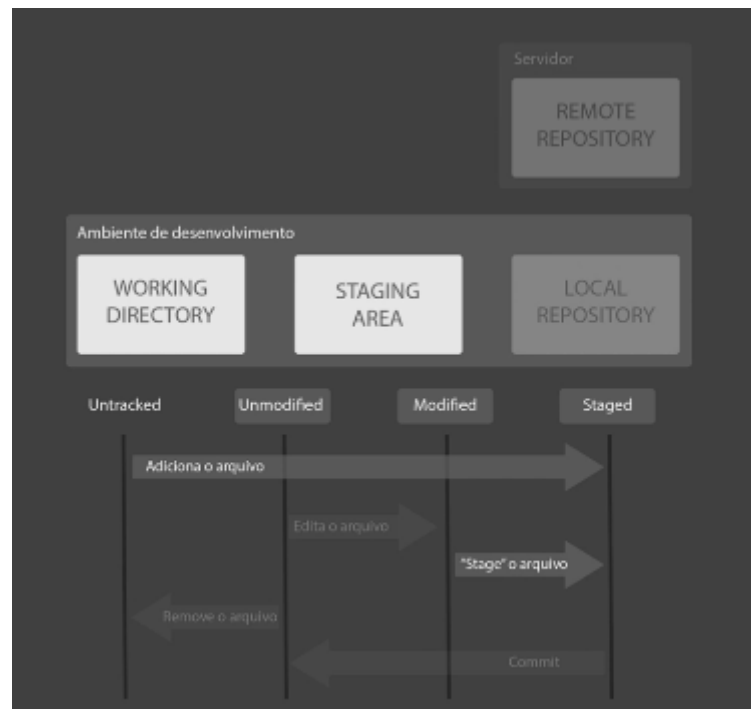 Servidor
REMOTE
REPOSITORY
Ambiente de desenvolvimento
WORKING
DIRECTORY
STAGING
AREA
LOCAL
REPOSITORY
Untracked
Unmodified
Modified
Staged
Adiciona o arquivo
Edita o arquivo
"Stage" o arquivo
Remove o arquivo
Commit